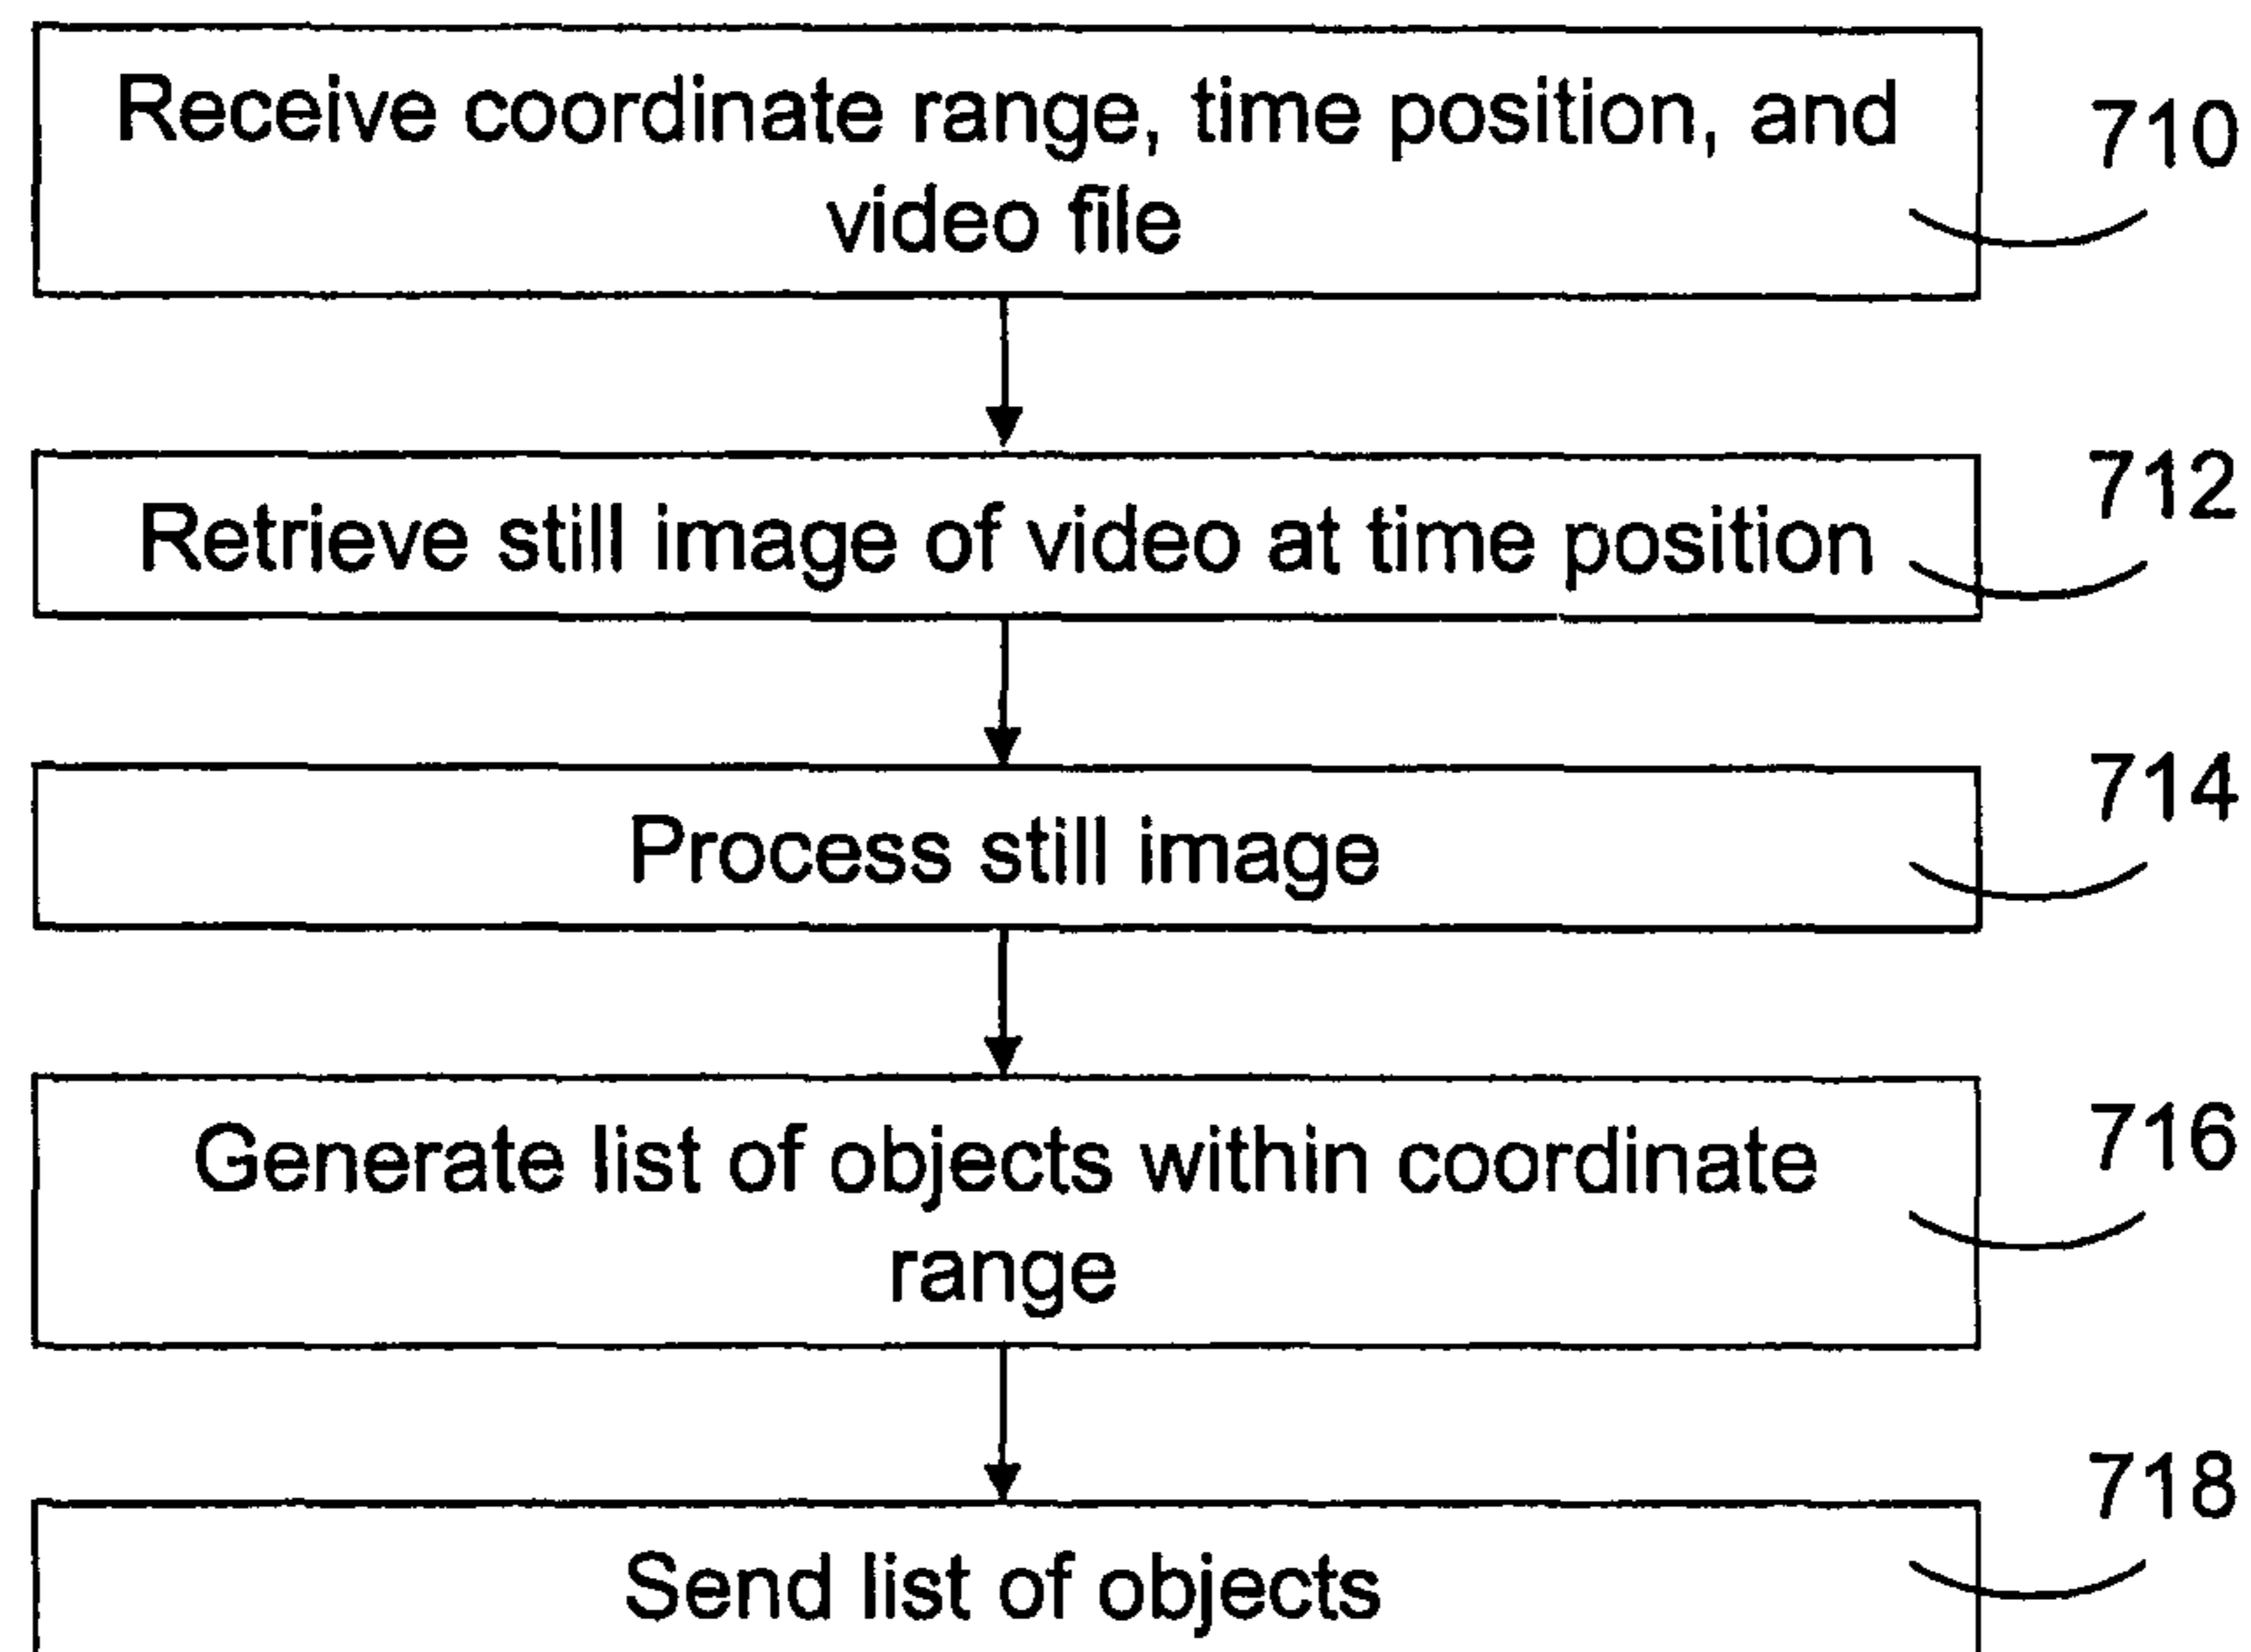 Receive coordinate range, time position, and
video file
710
Retrieve still image of video at time position
712
Process still image
714
Generate list of objects within coordinate
range
716
Send list of objects
718